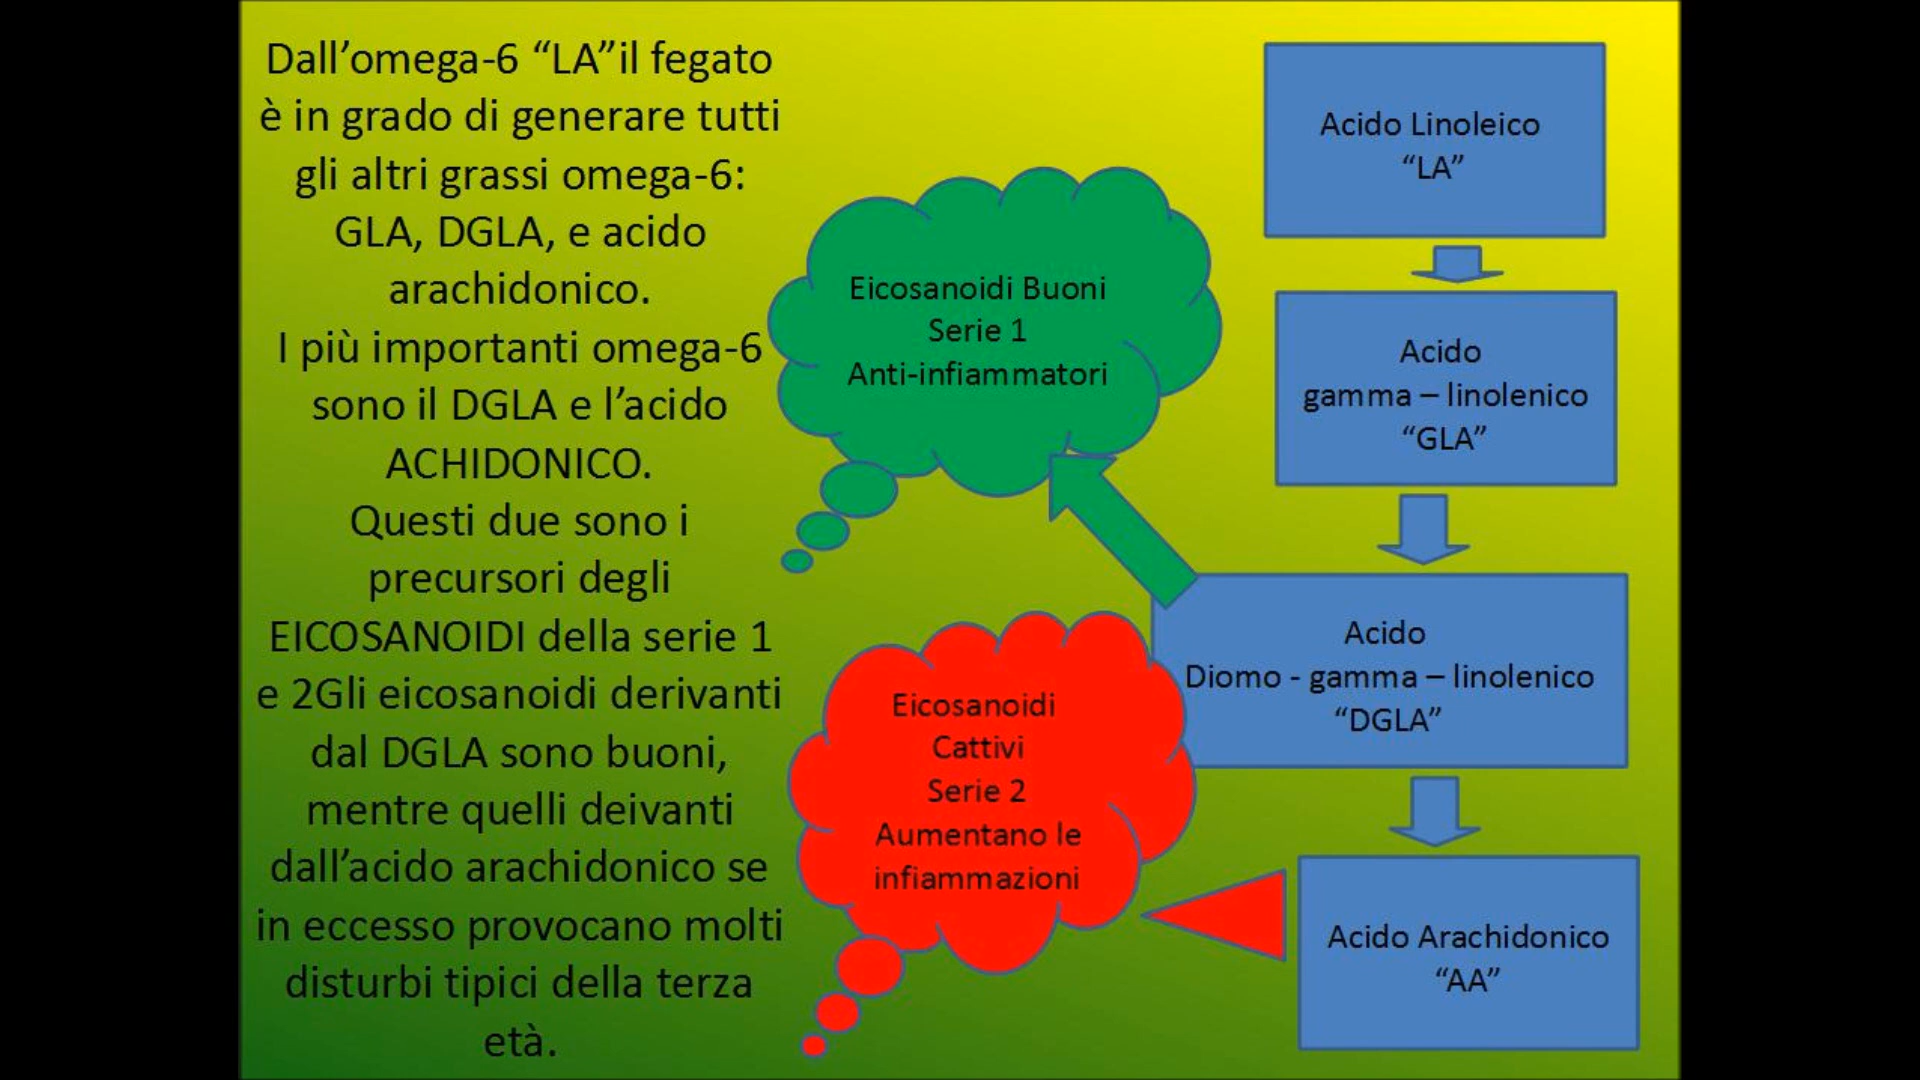 Dall’omega-6 “LA”il fegato
è in grado di generare tutti
gli altri grassi omega-6:
GLA, DGLA, e acido
arachidonico.
I più importanti omega-6
sono il DGLA e l’acido
ACHIDONICO.
Questi due sono i
precursori degli
EICOSANOIDI della serie 1
e 2Gli eicosanoidi derivanti
dal DGLA sono buoni,
mentre quelli deivanti
dall’acido arachidonico se
in eccesso provocano molti
disturbi tipici della terza
età.
Eicosanoidi Buoni
Serie 1
Anti-infiammatori
Eicosanoidi
Cattivi
Serie 2
Aumentano le
infiammazioni
Acido Linoleico
“LA”
Acido
gamma – linolenico
“GLA”
Acido
Diomo - gamma – linolenico
“DGLA”
Acido Arachidonico
“AA”